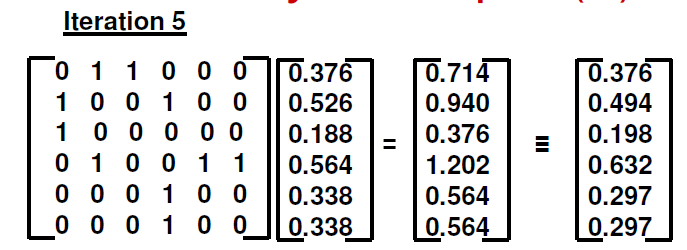 Iteration 5
0 1 1 0 0 0 0.376 0.714 0.376
1 0 0 1 0 0 0.526 0.940 0.494
1 0 0 0 0 0 0.188 = 0.376 ≡ 0.198
0 1 0 0 1 1 0.564 1.202 0.632
0 0 0 1 0 0 0.338 0.564 0.297
0 0 0 1 0 0 0.338 0.564 0.297